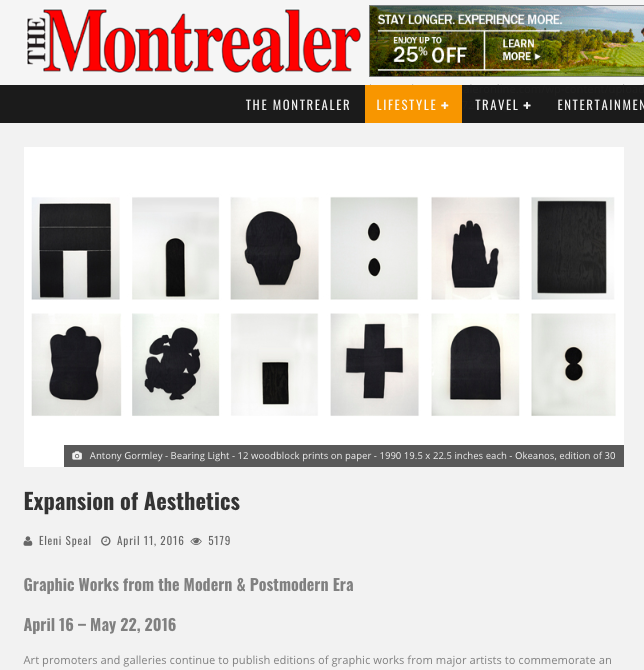 THE Montrealer
STAY LONGER. EXPERIENCE MORE.
ENJOY UP TO
25% OFF
LEARN
MORE
THE MONTREALER LIFESTYLE + TRAVEL + ENTERTAINMEN
Antony Gormley - Bearing Light - 12 woodblock prints on paper - 1990 19.5 x 22.5 inches each - Okeanos, edition of 30
Expansion of Aesthetics
Eleni Speal April 11, 2016 5179
Graphic Works from the Modern & Postmodern Era
April 16 – May 22, 2016
Art promoters and galleries continue to publish editions of graphic works from major artists to commemorate an